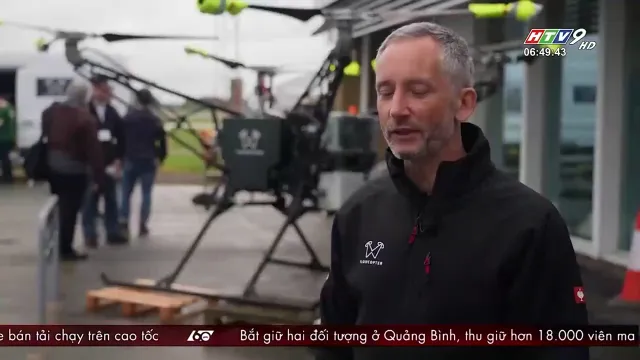 HTV9 HD
06:49.43
e bán tải chạy trên cao tốc 60 Bắt giữ hai đối tượng ở Quảng Bình, thu giữ hơn 18.000 viên ma